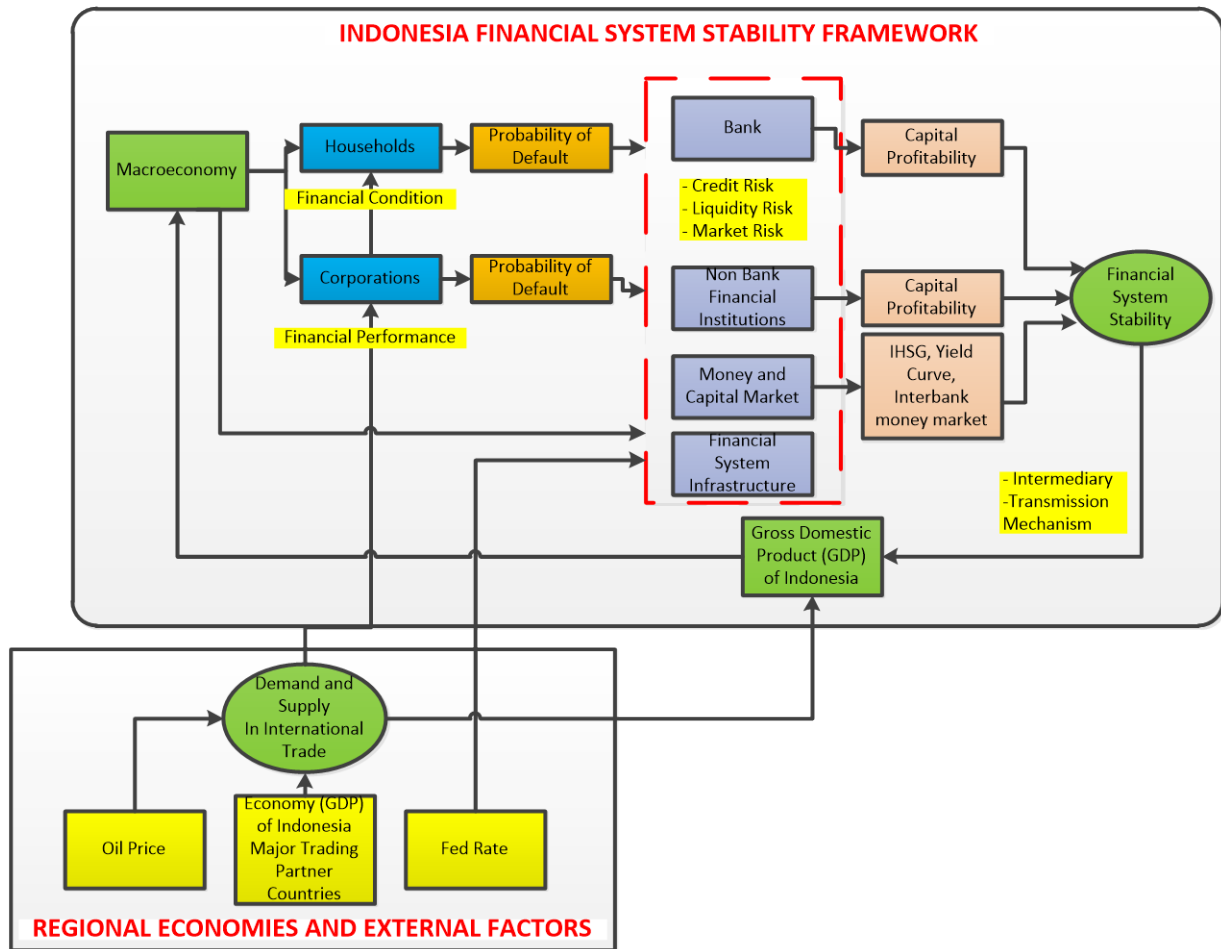 INDONESIA FINANCIAL SYSTEM STABILITY FRAMEWORK
Macroeconomy
Households
Financial Condition
Corporations
Financial Performance
Probability of
Default
Probability of
Default
Bank
- Credit Risk
- Liquidity Risk
- Market Risk
Non Bank
Financial
Institutions
Money and
Capital Market
Financial
System
Infrastructure
Capital
Profitability
Capital
Profitability
IHSG, Yield
Curve,
Interbank
money market
Financial
System
Stability
- Intermediary
-Transmission
Mechanism
Gross Domestic
Product (GDP)
of Indonesia
Demand and
Supply
In International
Trade
Oil Price
Economy (GDP)
of Indonesia
Major Trading
Partner
Countries
Fed Rate
REGIONAL ECONOMIES AND EXTERNAL FACTORS